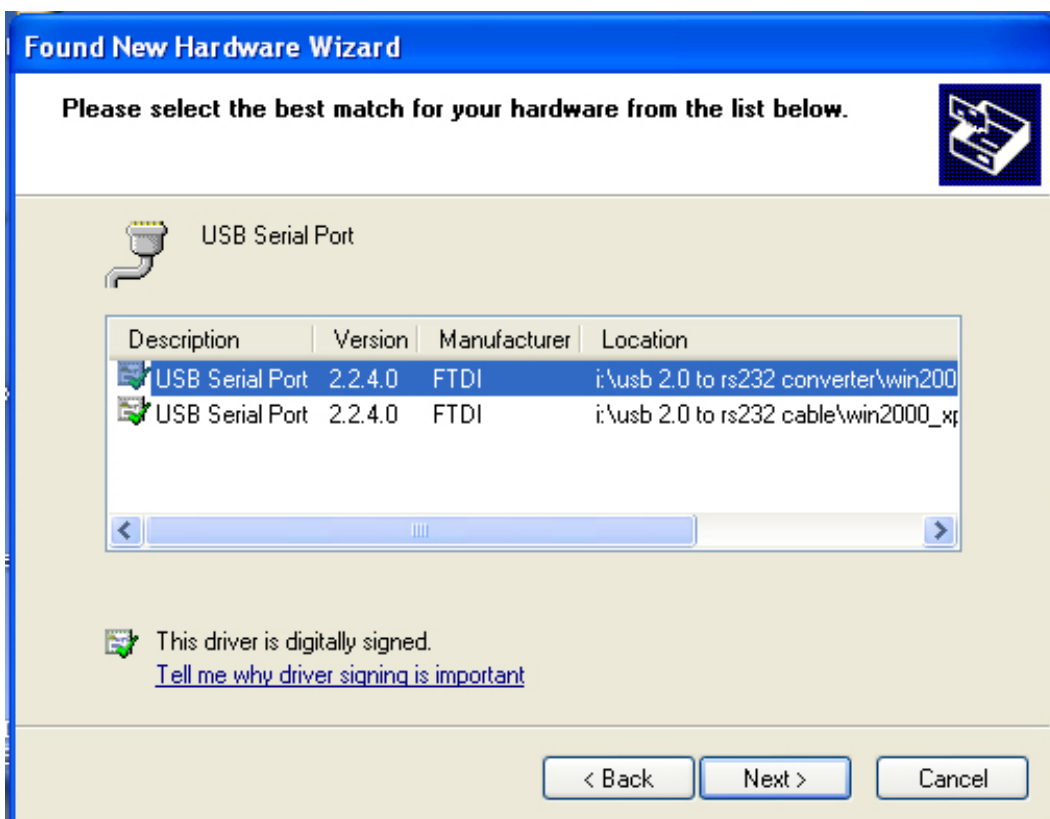 Found New Hardware Wizard
Please select the best match for your hardware from the list below.
USB Serial Port
Description Version Manufacturer Location
USB Serial Port 2.2.4.0 FTDI i:\usb 2.0 to rs232 converter\win200
USB Serial Port 2.2.4.0 FTDI i:\usb 2.0 to rs232 cable\win2000_xp
This driver is digitally signed.
Tell me why driver signing is important
< Back Next > Cancel